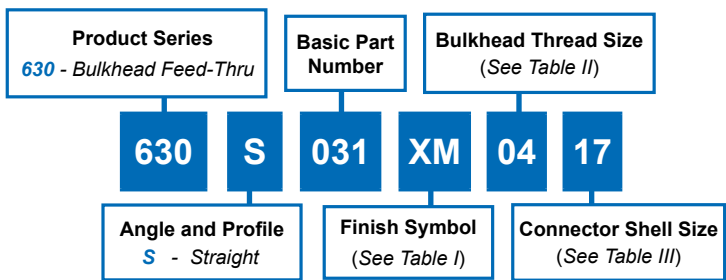 Product Series
630 - Bulkhead Feed-Thru
Basic Part
Number
Bulkhead Thread Size
(See Table II)
630 S 031 XM 04 17
Angle and Profile
S - Straight
Finish Symbol
(See Table I)
Connector Shell Size
(See Table III)